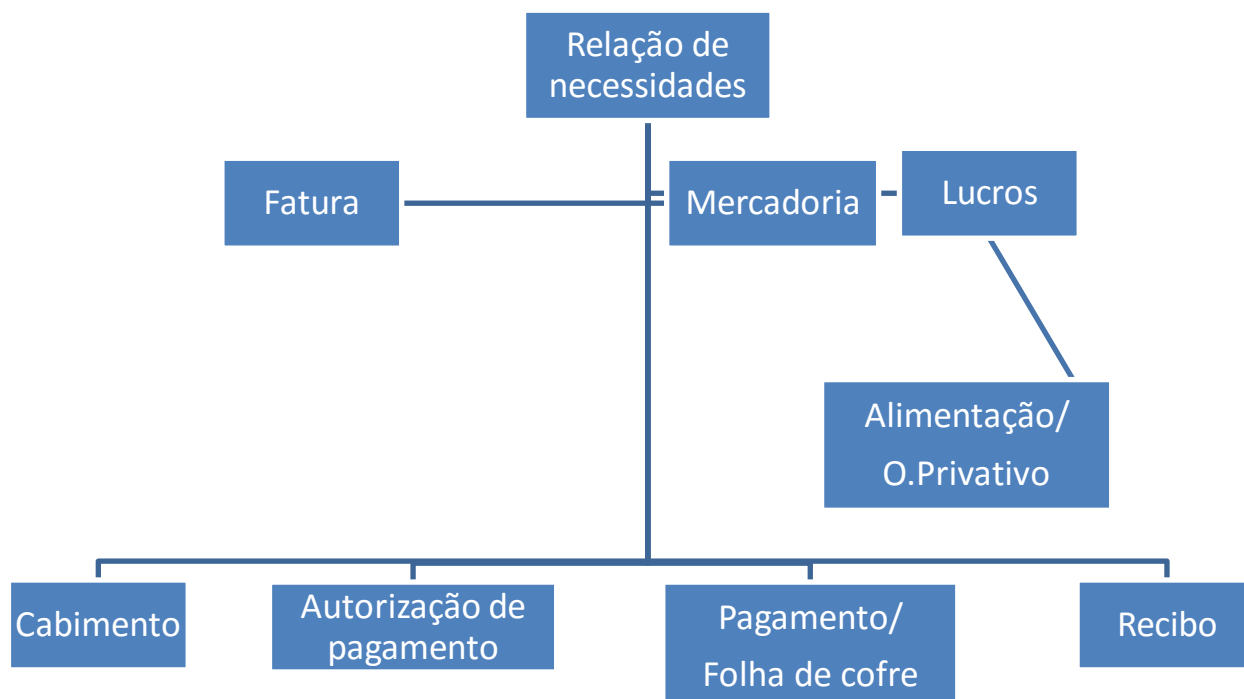 Relação de
necessidades
Fatura
Mercadoria
Lucros
Alimentação/
O.Privativo
Cabimento
Autorização de
pagamento
Pagamento/
Folha de cofre
Recibo